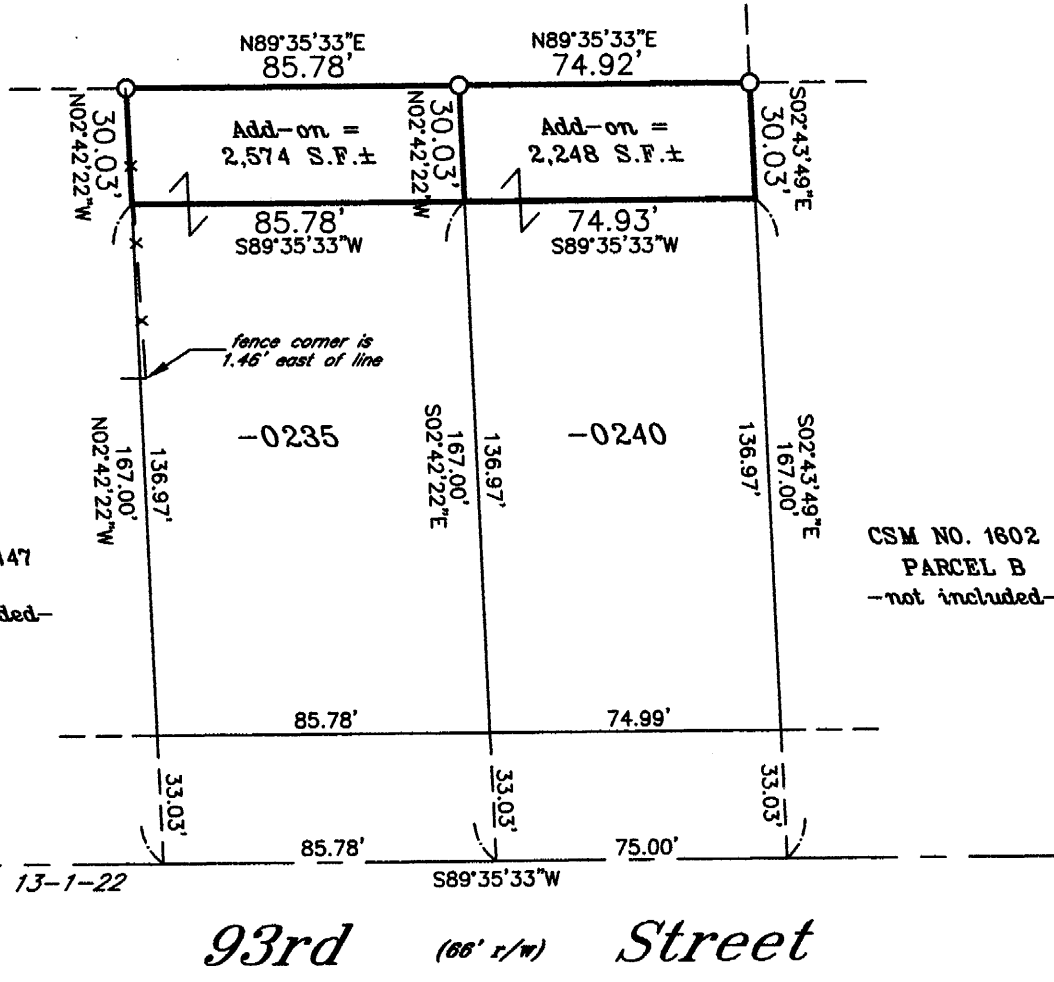 N89°35'33"E
85.78'
N89°35'33"E
74.92'
N02°42'22"W
30.03'
Add-on =
2,574 S.F.±
N02°42'22"W
30.03'
Add-on =
2,248 S.F.±
S02°43'49"E
30.03'
85.78'
S89°35'33"W
74.93'
S89°35'33"W
fence corner is
1.46' east of line
-0235
-0240
N02°42'22"W
167.00'
136.97'
S02°42'22"E
167.00'
136.97'
136.97'
167.00'
S02°43'49"E
CSM NO. 1602
PARCEL B
-not included-
47
ded-
85.78'
74.99'
33.03'
33.03'
33.03'
85.78'
75.00'
S89°35'33"W
13-1-22
93rd (66' r/w) Street